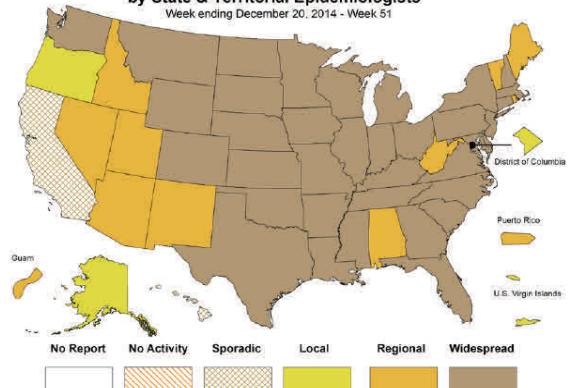 by State & Territorial Epidemiologists
Week ending December 20, 2014 - Week 51
District of Columbia
Puerto Rico
Guam
U.S. Virgin Islands
No Report No Activity Sporadic Local Regional Widespread